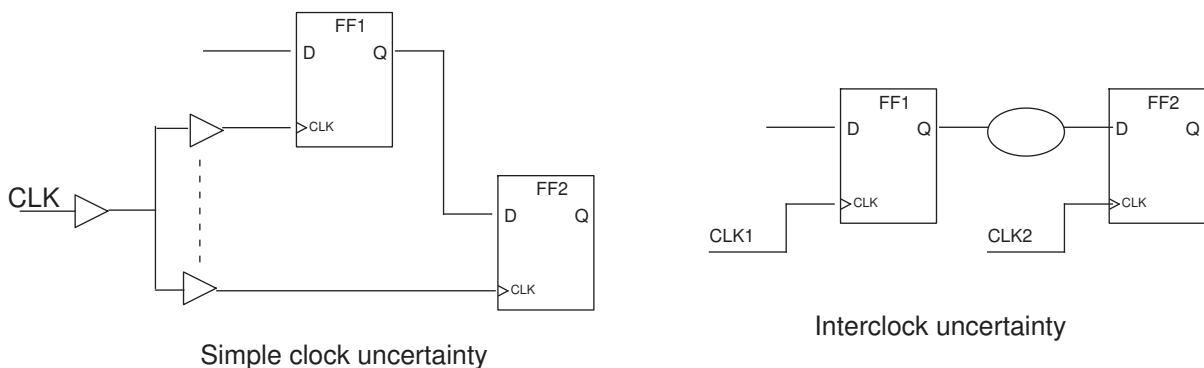 FF1
D Q
CLK
CLK
FF2
D Q
CLK
Simple clock uncertainty
FF1
D Q
CLK
CLK1
FF2
D Q
CLK
CLK2
Interclock uncertainty